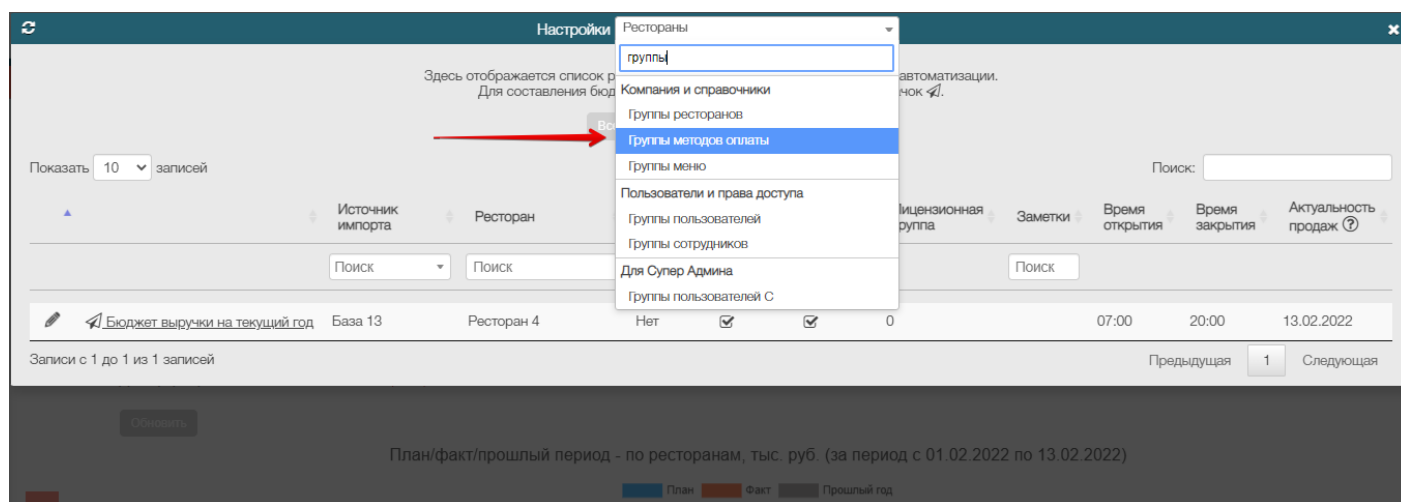 Настройки Рестораны
группы
Здесь отображается список автоматизации.
Для составления
Компания и справочники
Группы ресторанов
Группы методов оплаты
Группы меню
Показать 10 записей
Поиск:
Пользователи и права доступа
Группы пользователей
Группы сотрудников
Для Супер Админа
Группы пользователей С
Источник импорта Ресторан Заметки Время открытия Время закрытия Актуальность продаж ?
Поиск Поиск Поиск
Бюджет выручки на текущий год База 13 Ресторан 4 Нет 0 07:00 20:00 13.02.2022
Записи с 1 до 1 из 1 записей
Предыдущая 1 Следующая
Обновить
План/факт/прошлый период - по ресторанам, тыс. руб. (за период с 01.02.2022 по 13.02.2022)
План Факт Прошлый год